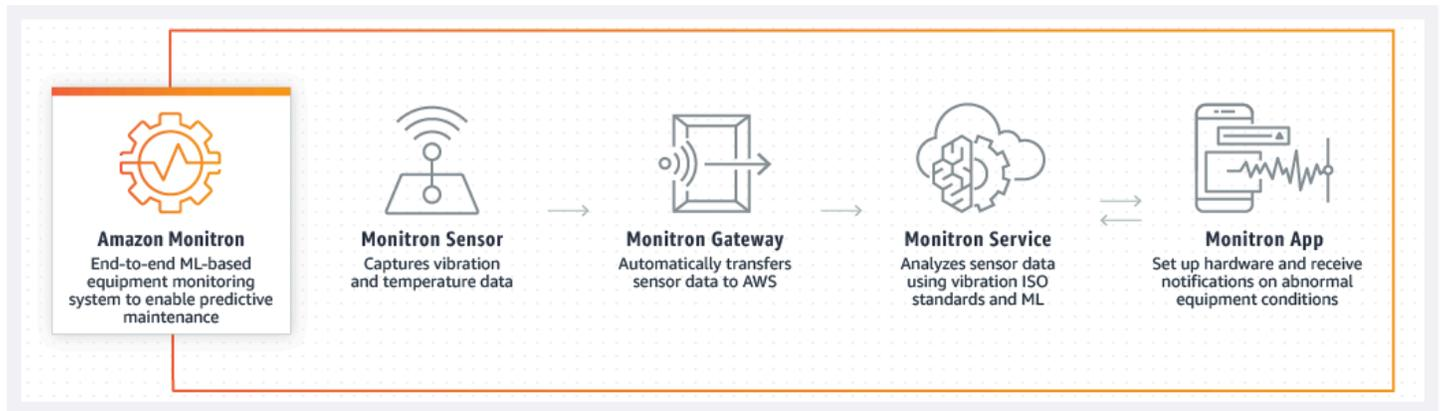 Amazon Monitron
End-to-end ML-based
equipment monitoring
system to enable predictive
maintenance
Monitron Sensor
Captures vibration
and temperature data
Monitron Gateway
Automatically transfers
sensor data to AWS
Monitron Service
Analyzes sensor data
using vibration ISO
standards and ML
Monitron App
Set up hardware and receive
notifications on abnormal
equipment conditions